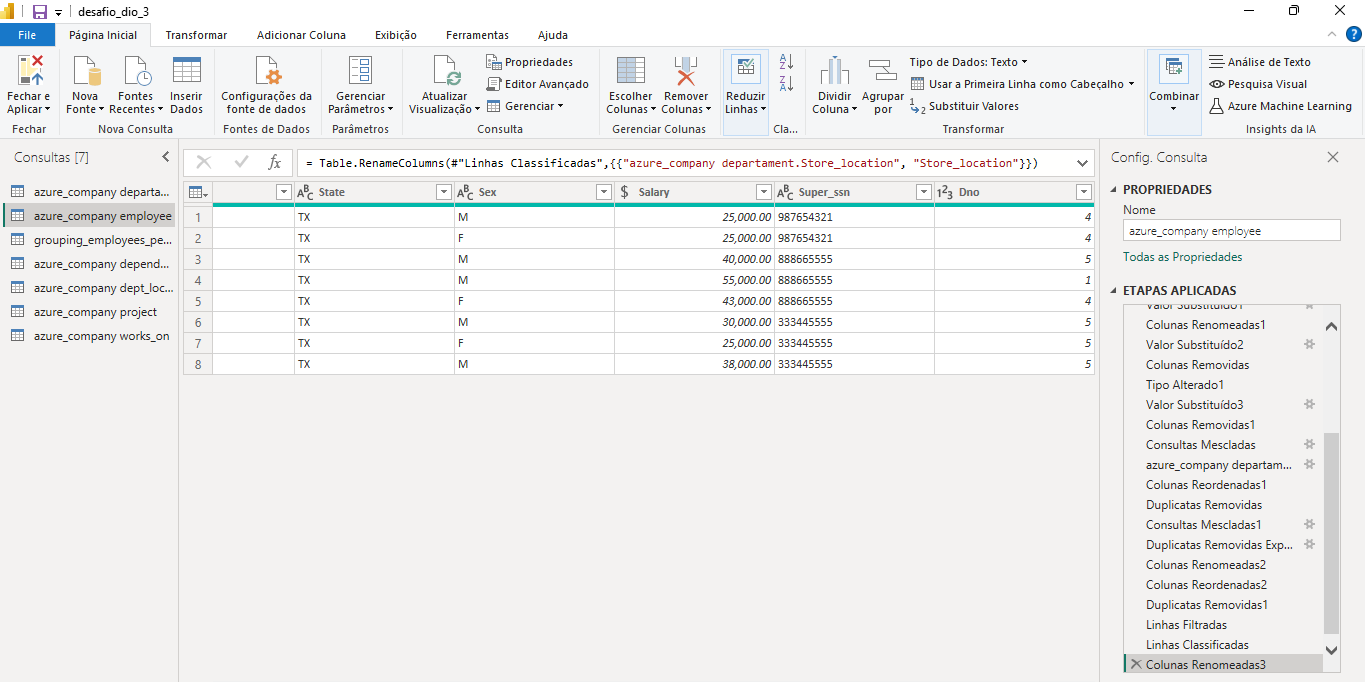 desafio_dio_3
File Página Inicial Transformar Adicionar Coluna Exibição Ferramentas Ajuda
Fechar e Aplicar
Fechar
Nova Fonte
Fontes Recentes
Inserir Dados
Nova Consulta
Configurações da fonte de dados
Fontes de Dados
Gerenciar Parâmetros
Parâmetros
Atualizar Visualização
Propriedades
Editor Avançado
Gerenciar
Consulta
Escolher Colunas
Remover Colunas
Gerenciar Colunas
Reduzir Linhas
Cla...
Dividir Coluna
Agrupar por
Tipo de Dados: Texto
Usar a Primeira Linha como Cabeçalho
Substituir Valores
Transformar
Combinar
Análise de Texto
Pesquisa Visual
Azure Machine Learning
Insights da IA
Consultas [7]
azure_company departa...
azure_company employee
grouping_employees_pe...
azure_company depend...
azure_company dept_loc...
azure_company project
azure_company works_on
fx = Table.RenameColumns(#"Linhas Classificadas",{{"azure_company departament.Store_location", "Store_location"}})
State Sex Salary Super_ssn Dno
1 TX M 25,000.00 987654321 4
2 TX F 25,000.00 987654321 4
3 TX M 40,000.00 888665555 5
4 TX M 55,000.00 888665555 1
5 TX F 43,000.00 888665555 4
6 TX M 30,000.00 333445555 5
7 TX F 25,000.00 333445555 5
8 TX M 38,000.00 333445555 5
Config. Consulta
PROPRIEDADES
Nome
azure_company employee
Todas as Propriedades
ETAPAS APLICADAS
Valor Substituído1
Colunas Renomeadas1
Valor Substituído2
Colunas Removidas
Tipo Alterado1
Valor Substituído3
Colunas Removidas1
Consultas Mescladas
azure_company departam...
Colunas Reordenadas1
Duplicatas Removidas
Consultas Mescladas1
Duplicatas Removidas Exp...
Colunas Renomeadas2
Colunas Reordenadas2
Duplicatas Removidas1
Linhas Filtradas
Linhas Classificadas
Colunas Renomeadas3